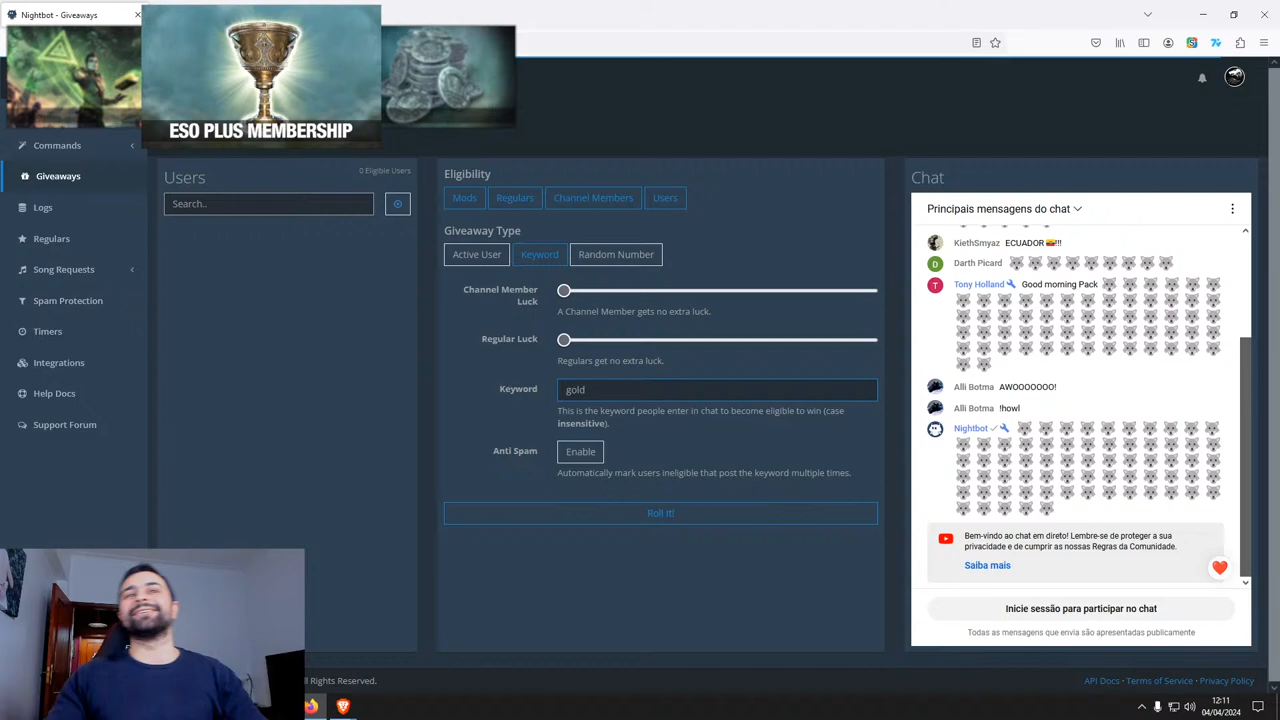 Nightbot - Giveaways
ESO PLUS MEMBERSHIP
Commands
Giveaways
Logs
Regulars
Song Requests
Spam Protection
Timers
Integrations
Help Docs
Support Forum
Users
0 Eligible Users
Search..
Eligibility
Mods
Regulars
Channel Members
Users
Giveaway Type
Active User
Keyword
Random Number
Channel Member
Luck
A Channel Member gets no extra luck.
Regular Luck
Regulars get no extra luck.
Keyword
gold
This is the keyword people enter in chat to become eligible to win (case
insensitive).
Anti Spam
Enable
Automatically mark users ineligible that post the keyword multiple times.
Roll It!
Chat
Principais mensagens do chat
KiethSmyaz ECUADOR 🇪🇨!!!
D Darth Picard
T Tony Holland Good morning Pack
Alli Botma AWOOOOOOO!
Alli Botma !howl
Nightbot
Bem-vindo ao chat em direto! Lembre-se de proteger a sua
privacidade e de cumprir as nossas Regras da Comunidade.
Saiba mais
Inicie sessão para participar no chat
Todas as mensagens que envia são apresentadas publicamente
ll Rights Reserved.
API Docs · Terms of Service · Privacy Policy
12:11
04/04/2024